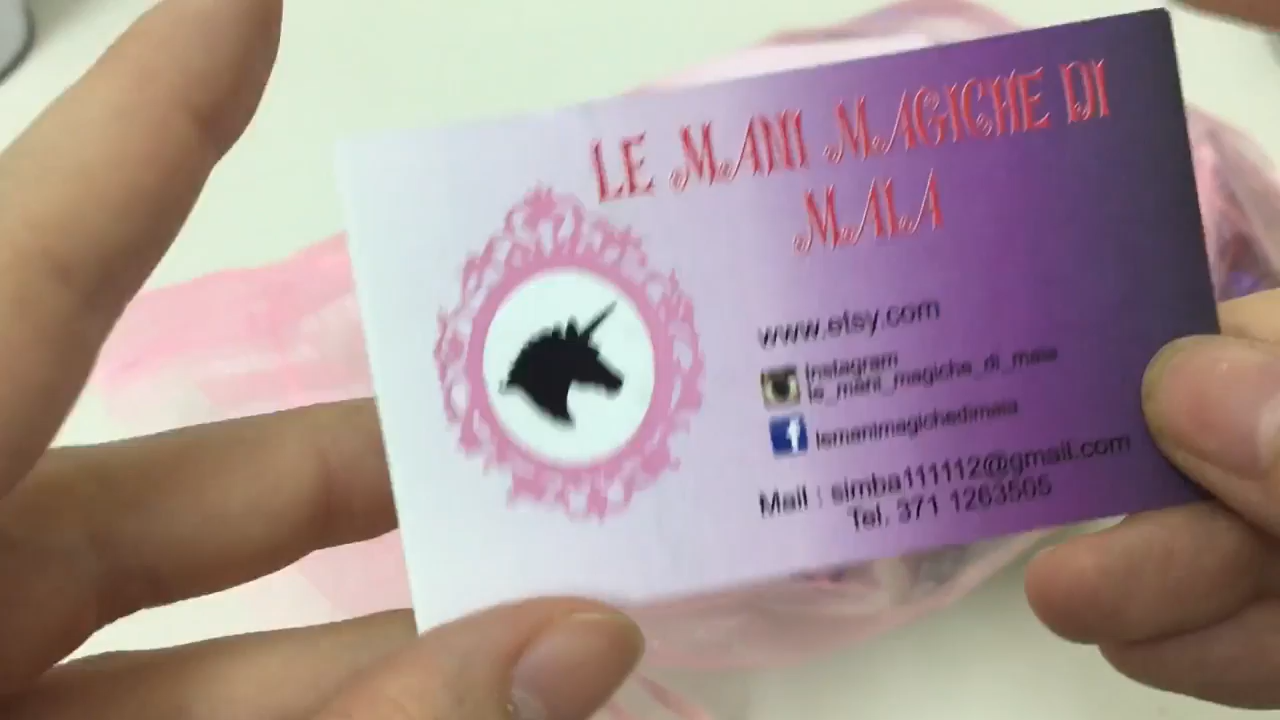 LE MANI MAGICHE DI
MALA
www.etsy.com
Instagram
le_mani_magiche_di_mala
lemanimagichedimala
Mail : simba111112@gmail.com
Tel. 371 1263505